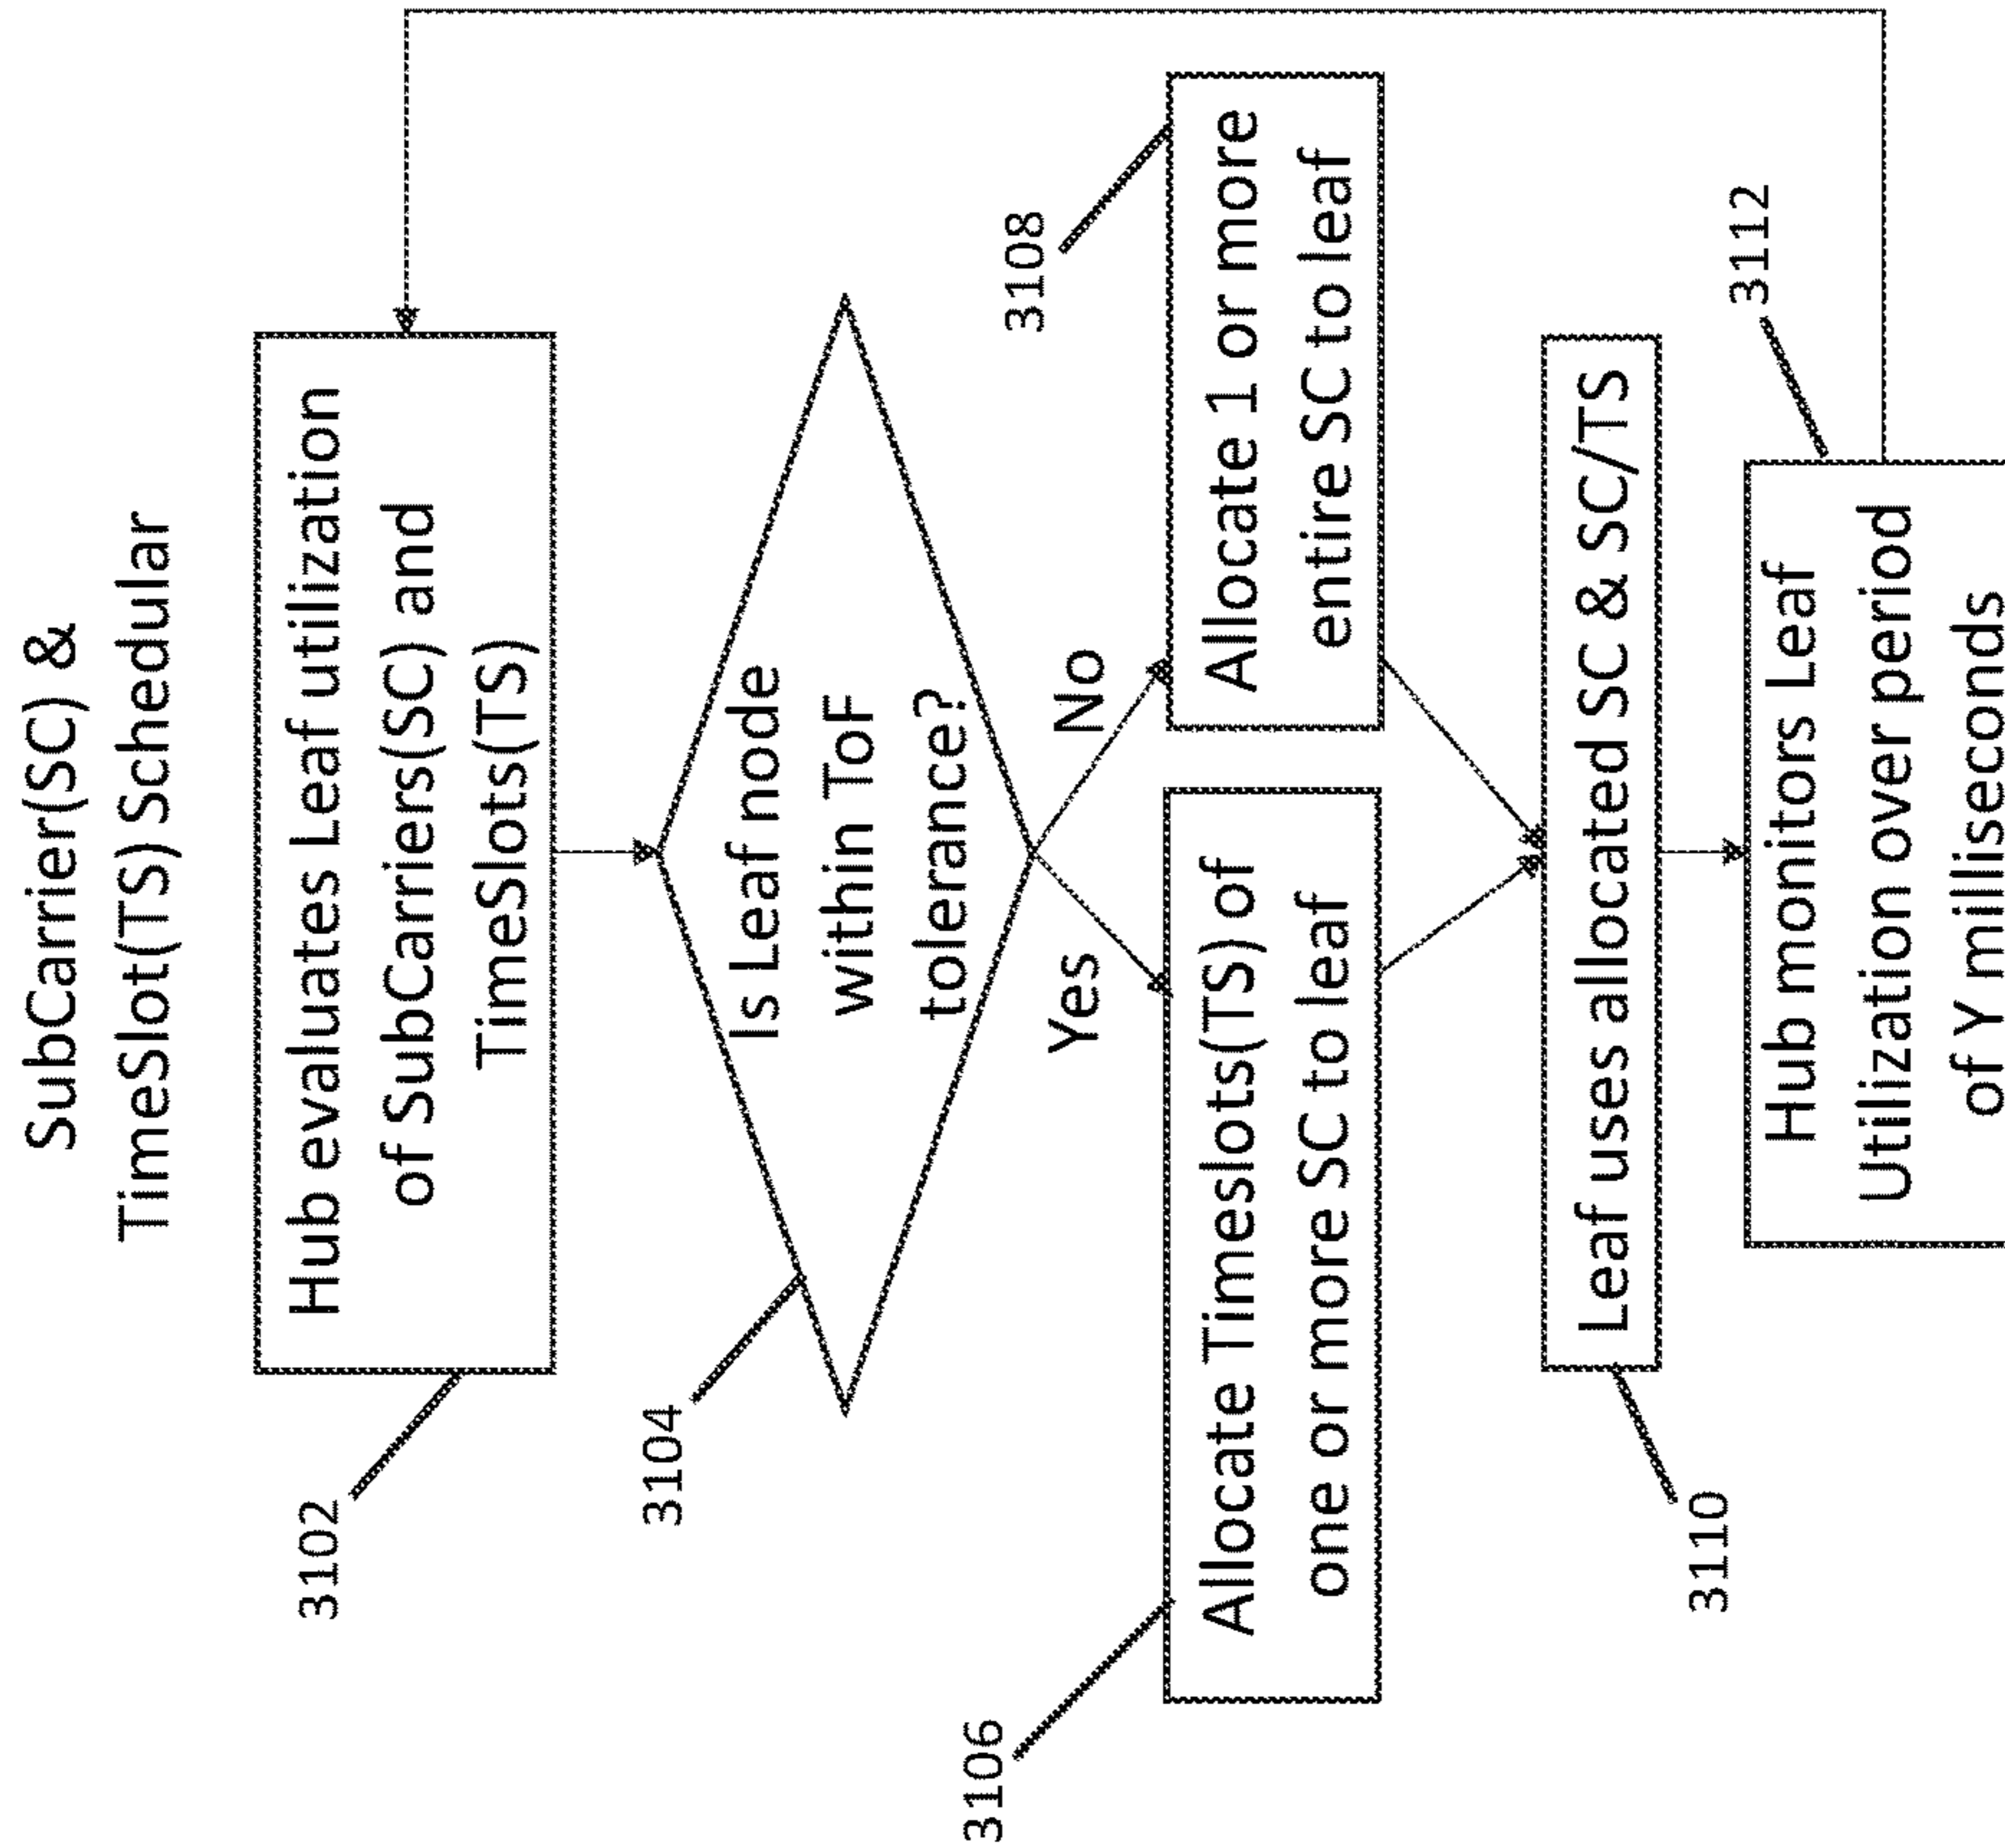 SubCarrier(SC) &
TimeSlot(TS) Schedular
3102
Hub evaluates Leaf utilization
of SubCarriers(SC) and
TimeSlots(TS)
3104
Is Leaf node
within ToF
tolerance?
Yes
No
3106
Allocate Timeslots(TS) of
one or more SC to leaf
3108
Allocate 1 or more
entire SC to leaf
3110
Leaf uses allocated SC & SC/TS
3112
Hub monitors Leaf
Utilization over period
of Y milliseconds